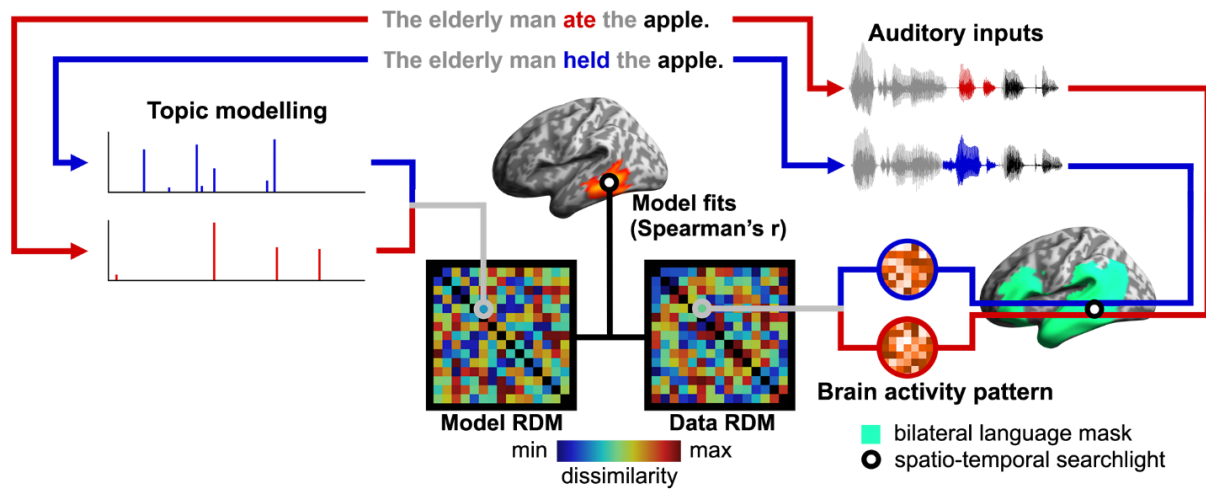 The elderly man ate the apple.
The elderly man held the apple.
Auditory inputs
Topic modelling
Model fits
(Spearman's r)
Model RDM
Data RDM
Brain activity pattern
min
max
dissimilarity
bilateral language mask
spatio-temporal searchlight